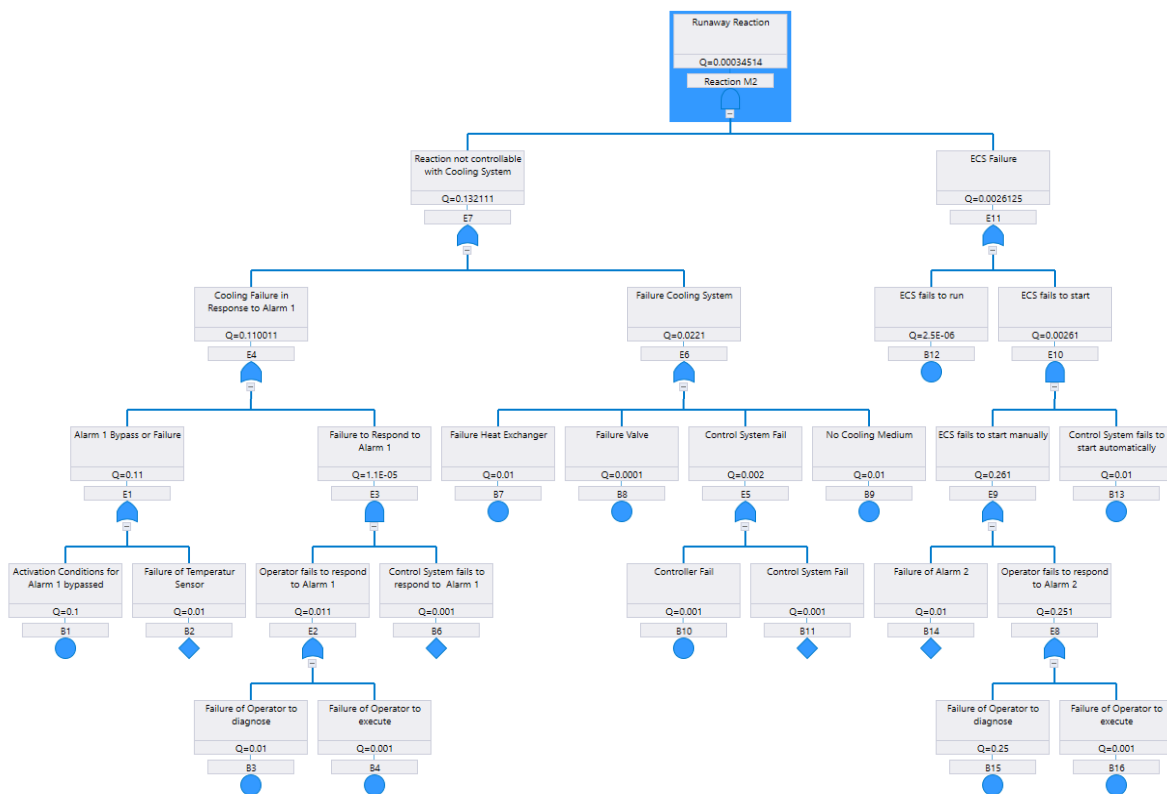 Runaway Reaction
Q=0.00034514
Reaction M2
Reaction not controllable
with Cooling System
Q=0.132111
E7
ECS Failure
Q=0.0026125
E11
Cooling Failure in
Response to Alarm 1
Q=0.110011
E4
Failure Cooling System
Q=0.0221
E6
ECS fails to run
Q=2.5E-06
B12
ECS fails to start
Q=0.00261
E10
Alarm 1 Bypass or Failure
Q=0.11
E1
Failure to Respond to
Alarm 1
Q=1.1E-05
E3
Failure Heat Exchanger
Q=0.01
B7
Failure Valve
Q=0.0001
B8
Control System Fail
Q=0.002
E5
No Cooling Medium
Q=0.01
B9
ECS fails to start manually
Q=0.261
E9
Control System fails to
start automatically
Q=0.01
B13
Activation Conditions for
Alarm 1 bypassed
Q=0.1
B1
Failure of Temperatur
Sensor
Q=0.01
B2
Operator fails to respond
to Alarm 1
Q=0.011
E2
Control System fails to
respond to Alarm 1
Q=0.001
B6
Controller Fail
Q=0.001
B10
Control System Fail
Q=0.001
B11
Failure of Alarm 2
Q=0.01
B14
Operator fails to respond
to Alarm 2
Q=0.251
E8
Failure of Operator to
diagnose
Q=0.01
B3
Failure of Operator to
execute
Q=0.001
B4
Failure of Operator to
diagnose
Q=0.25
B15
Failure of Operator to
execute
Q=0.001
B16